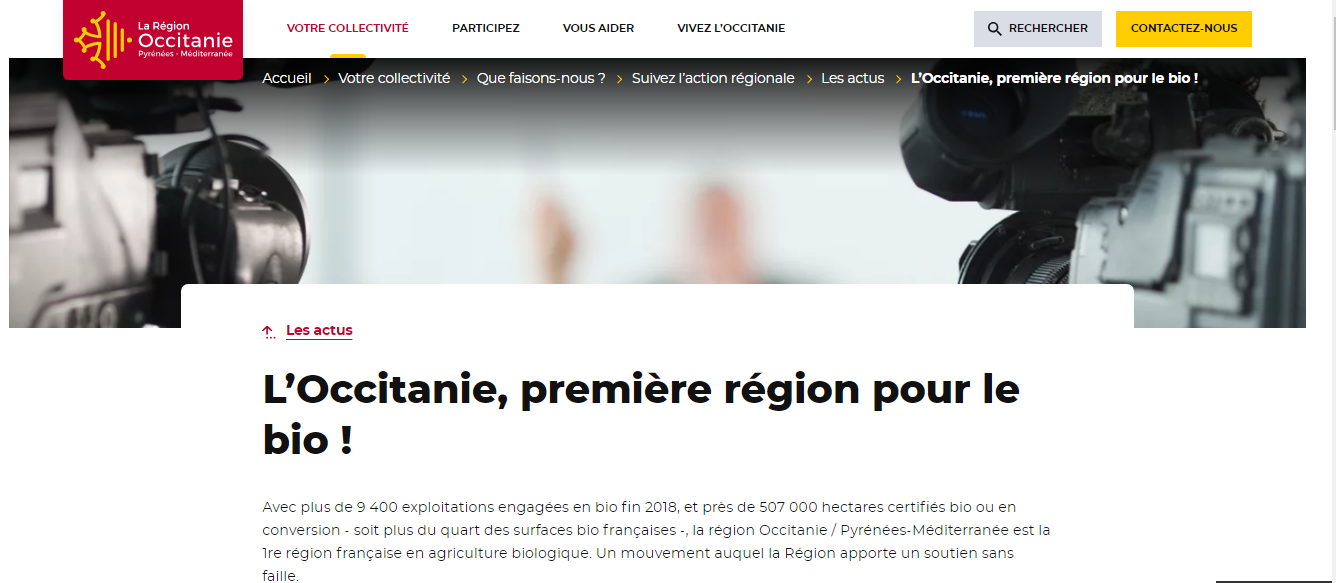 La Région
Occitanie
Pyrénées - Méditerranée
VOTRE COLLECTIVITÉ PARTICIPEZ VOUS AIDER VIVEZ L'OCCITANIE RECHERCHER CONTACTEZ-NOUS
Accueil > Votre collectivité > Que faisons-nous ? > Suivez l'action régionale > Les actus > L'Occitanie, première région pour le bio !
Les actus
L'Occitanie, première région pour le
bio !
Avec plus de 9 400 exploitations engagées en bio fin 2018, et près de 507 000 hectares certifiés bio ou en
conversion - soit plus du quart des surfaces bio françaises -, la région Occitanie / Pyrénées-Méditerranée est la
1re région française en agriculture biologique. Un mouvement auquel la Région apporte un soutien sans
faille.